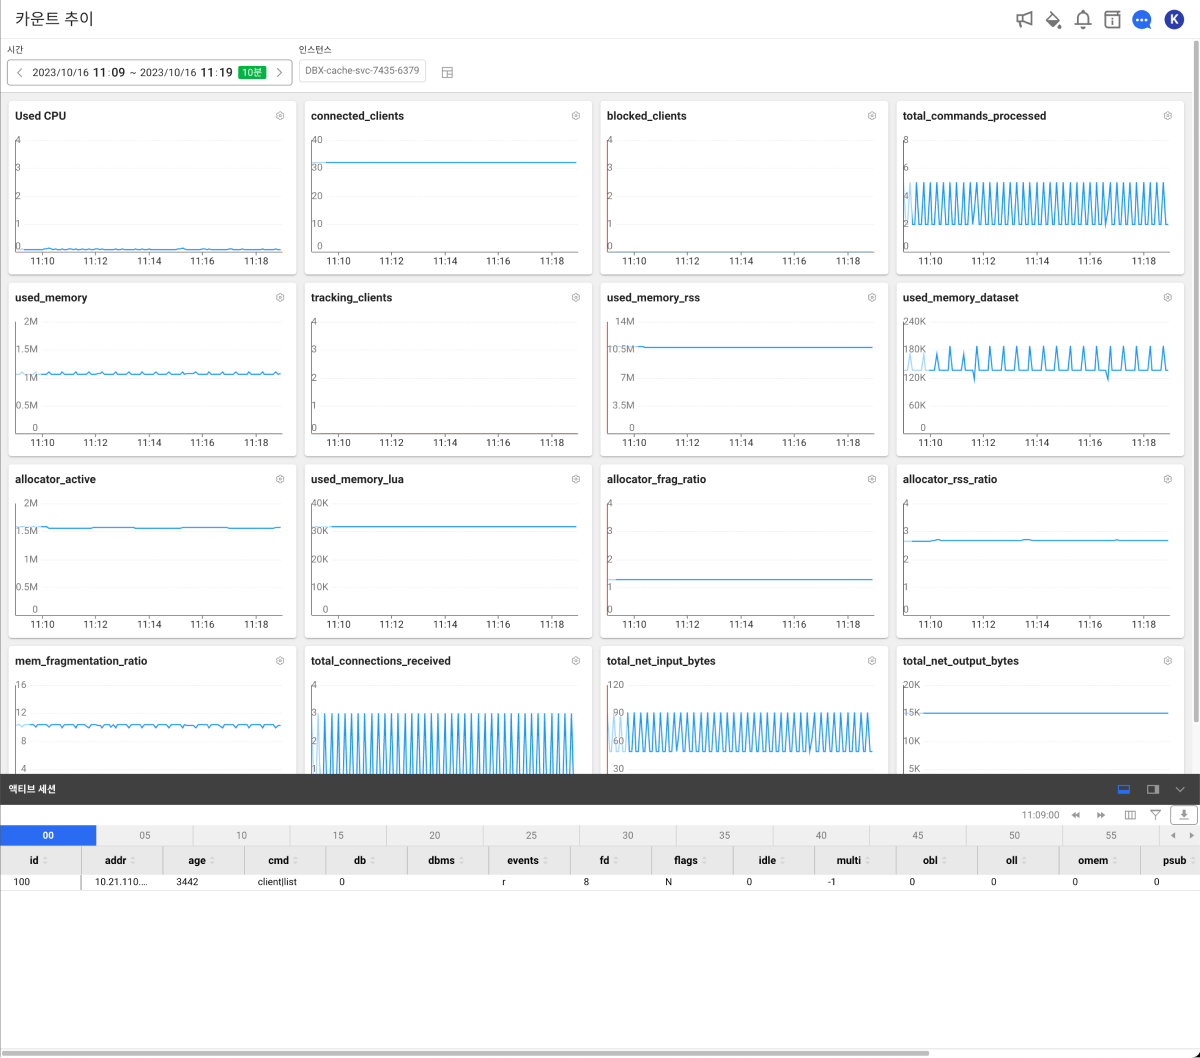 카운트 추이
K
시간
인스턴스
2023/10/16 11:09 ~ 2023/10/16 11:19 10분
DBX-cache-svc-7435-6379
Used CPU
4
3
2
1
0
11:10 11:12 11:14 11:16 11:18
connected_clients
40
30
20
10
0
11:10 11:12 11:14 11:16 11:18
blocked_clients
4
3
2
1
0
11:10 11:12 11:14 11:16 11:18
total_commands_processed
8
6
4
2
0
11:10 11:12 11:14 11:16 11:18
used_memory
2M
1.5M
1M
0.5M
0
11:10 11:12 11:14 11:16 11:18
tracking_clients
4
3
2
1
0
11:10 11:12 11:14 11:16 11:18
used_memory_rss
14M
10.5M
7M
3.5M
0
11:10 11:12 11:14 11:16 11:18
used_memory_dataset
240K
180K
120K
60K
0
11:10 11:12 11:14 11:16 11:18
allocator_active
2M
1.5M
1M
0.5M
0
11:10 11:12 11:14 11:16 11:18
used_memory_lua
40K
30K
20K
10K
0
11:10 11:12 11:14 11:16 11:18
allocator_frag_ratio
4
3
2
1
0
11:10 11:12 11:14 11:16 11:18
allocator_rss_ratio
4
3
2
1
0
11:10 11:12 11:14 11:16 11:18
mem_fragmentation_ratio
16
12
8
4
total_connections_received
4
3
2
1
total_net_input_bytes
120
90
60
30
total_net_output_bytes
20K
15K
10K
5K
액티브 세션
11:09:00
00 05 10 15 20 25 30 35 40 45 50 55
id addr age cmd db dbms events fd flags idle multi obl oll omem psub
100 10.21.110.... 3442 client|list 0 r 8 N 0 -1 0 0 0 0